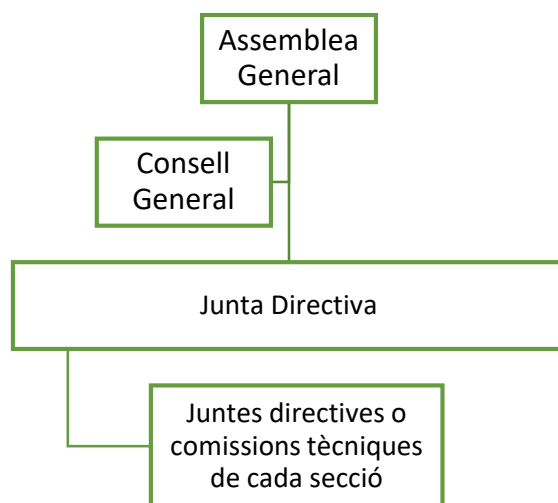 Assemblea
General
Consell
General
Junta Directiva
Juntes directives o
comissions tècniques
de cada secció